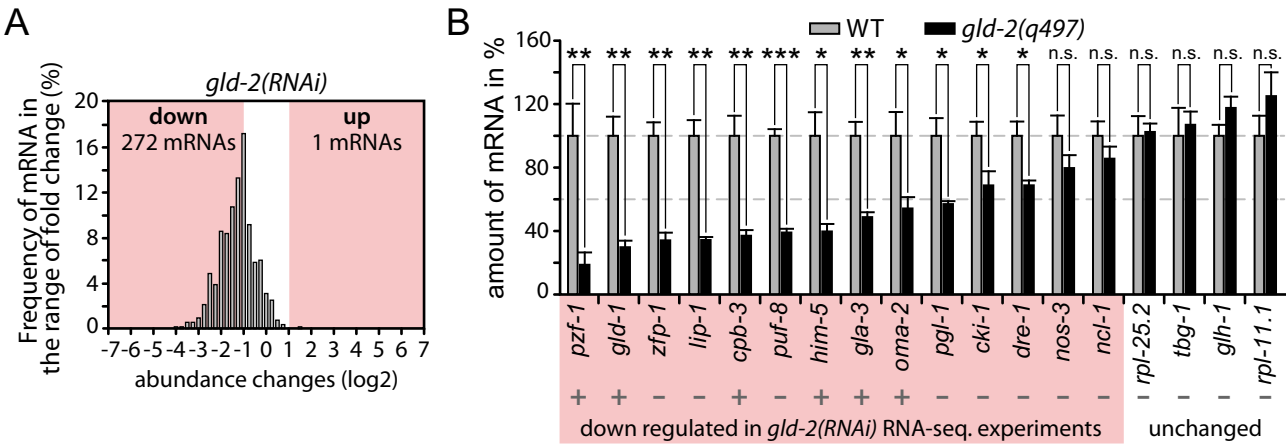 A
gld-2(RNAi)
Frequency of mRNA in
the range of fold change (%)
20
16
12
8
4
0
down
272 mRNAs
up
1 mRNAs
-7 -6 -5 -4 -3 -2 -1 0 1 2 3 4 5 6 7
abundance changes (log2)
B
WT gld-2(q497)
amount of mRNA in %
160
120
80
40
0
** ** ** ** ** *** * ** * * * * n.s. n.s. n.s. n.s. n.s. n.s.
pzf-1 gld-1 zfp-1 lip-1 cpb-3 puf-8 him-5 gla-3 oma-2 pgl-1 cki-1 dre-1 nos-3 ncl-1 rpl-25.2 tbg-1 glh-1 rpl-11.1
+ + − − + − + + + − − − − − − − − −
down regulated in gld-2(RNAi) RNA-seq. experiments
unchanged